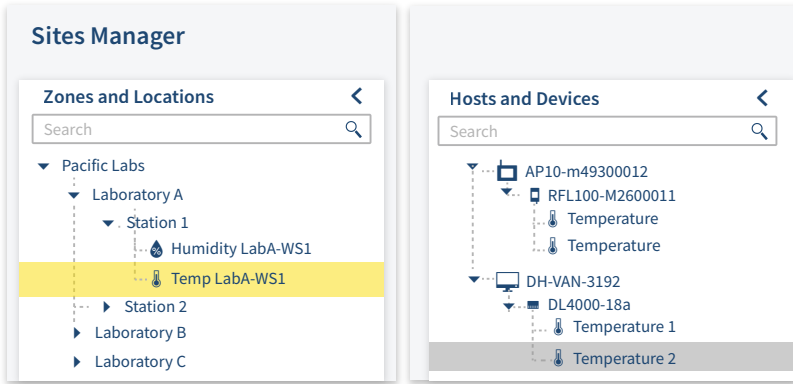 Sites Manager
Zones and Locations
Search
Pacific Labs
Laboratory A
Station 1
% Humidity LabA-WS1
Temp LabA-WS1
Station 2
Laboratory B
Laboratory C
Hosts and Devices
Search
AP10-m49300012
RFL100-M2600011
Temperature
Temperature
DH-VAN-3192
DL4000-18a
Temperature 1
Temperature 2